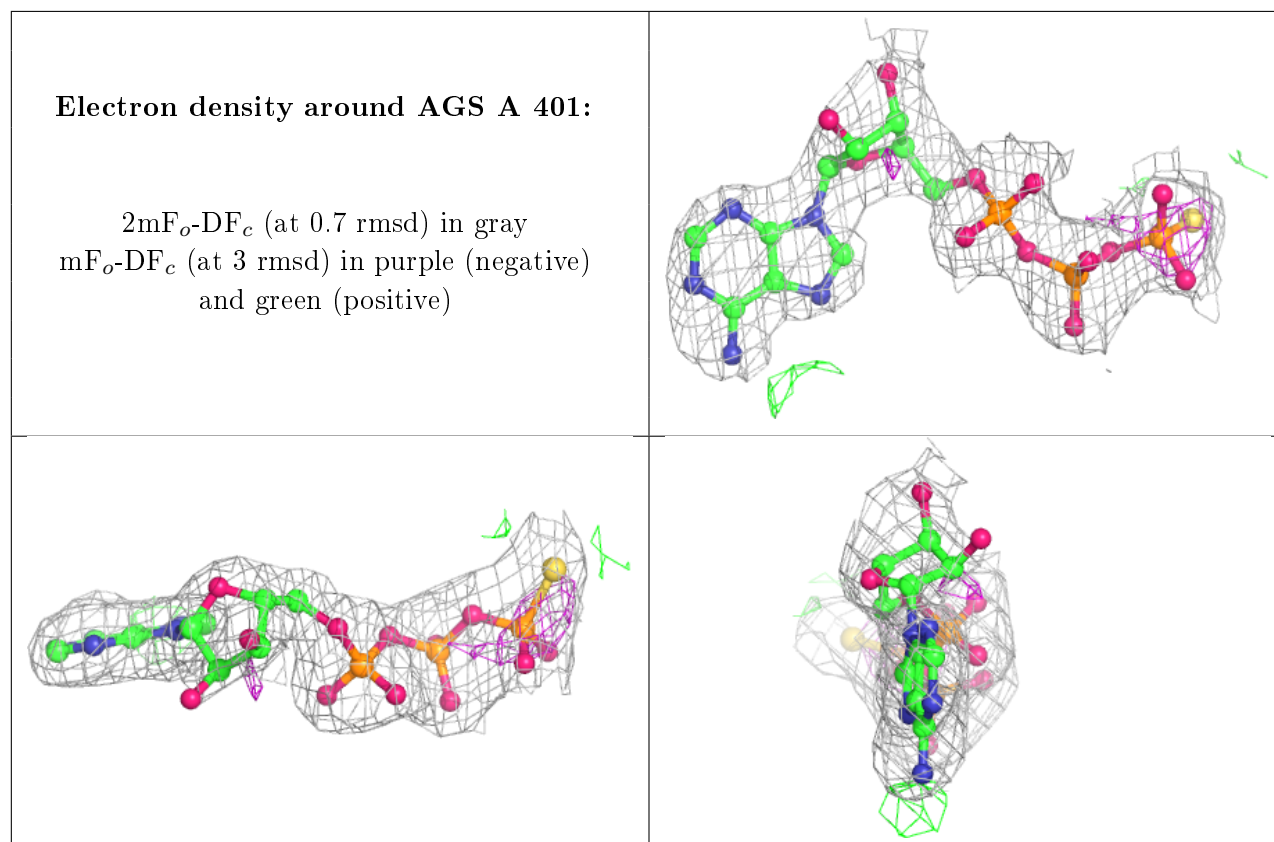 Electron density around AGS A 401:
2mFo-DFc (at 0.7 rmsd) in gray
mFo-DFc (at 3 rmsd) in purple (negative)
and green (positive)